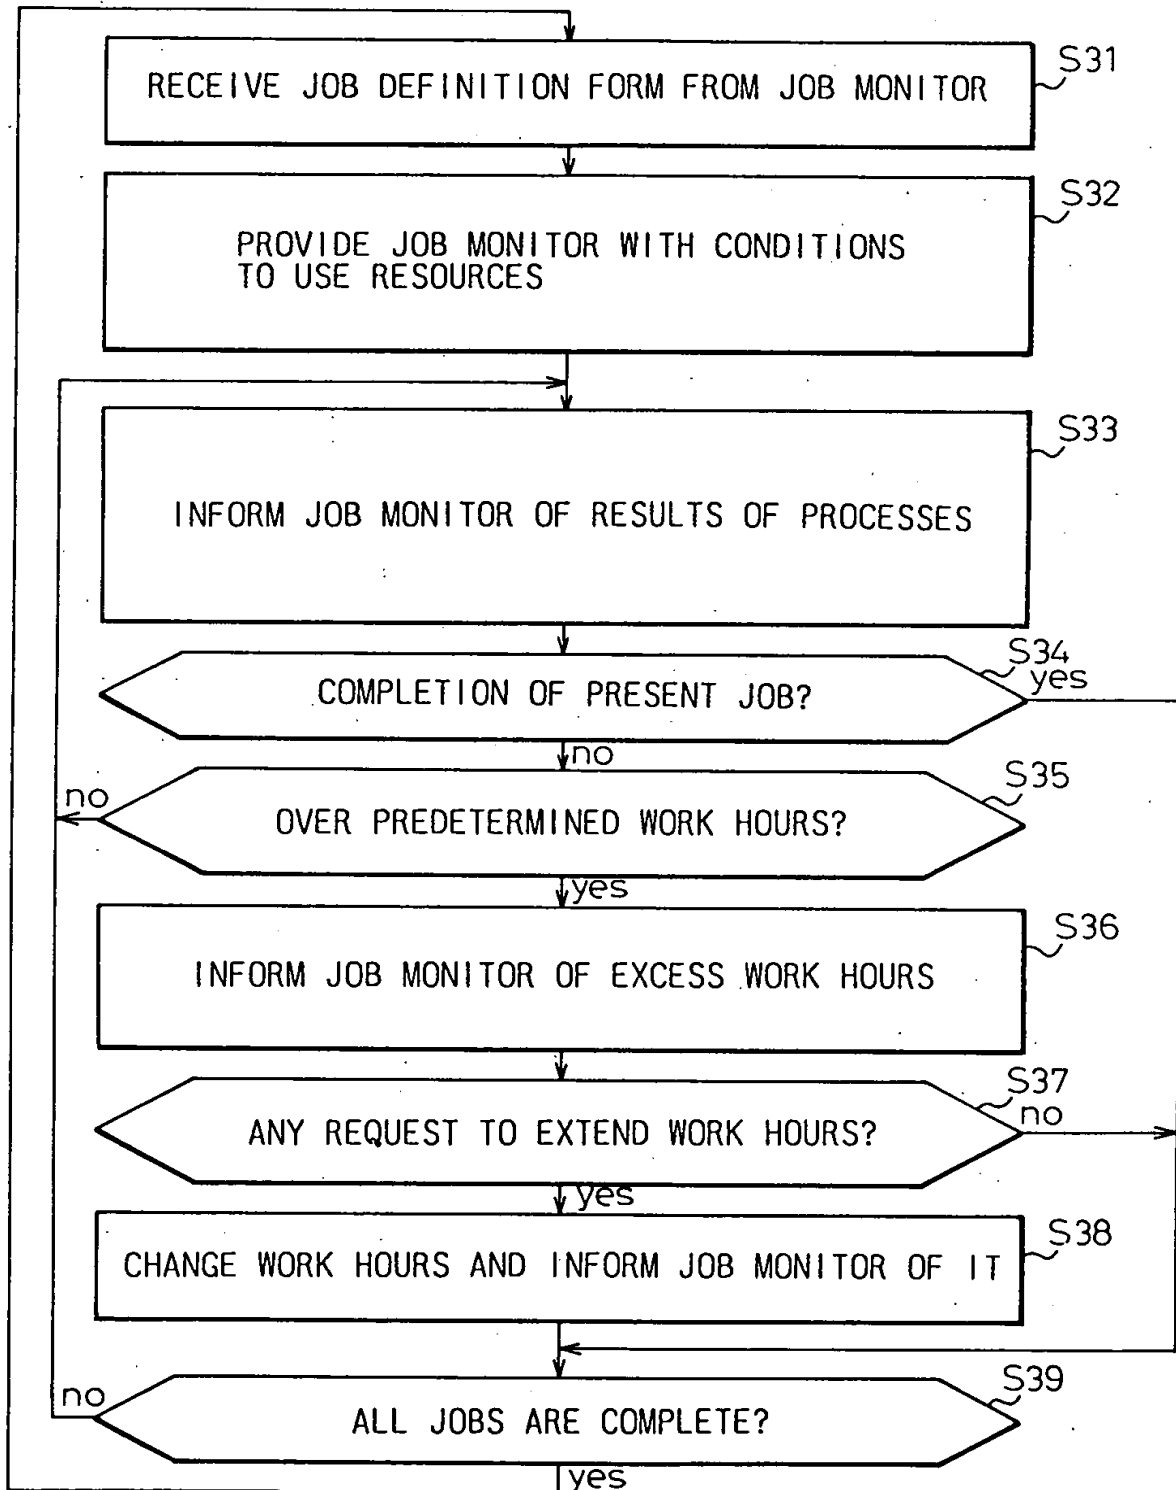 S31
RECEIVE JOB DEFINITION FORM FROM JOB MONITOR
S32
PROVIDE JOB MONITOR WITH CONDITIONS
TO USE RESOURCES
S33
INFORM JOB MONITOR OF RESULTS OF PROCESSES
S34
yes
COMPLETION OF PRESENT JOB?
no
S35
no
OVER PREDETERMINED WORK HOURS?
yes
S36
INFORM JOB MONITOR OF EXCESS WORK HOURS
S37
no
ANY REQUEST TO EXTEND WORK HOURS?
yes
S38
CHANGE WORK HOURS AND INFORM JOB MONITOR OF IT
S39
no
ALL JOBS ARE COMPLETE?
yes